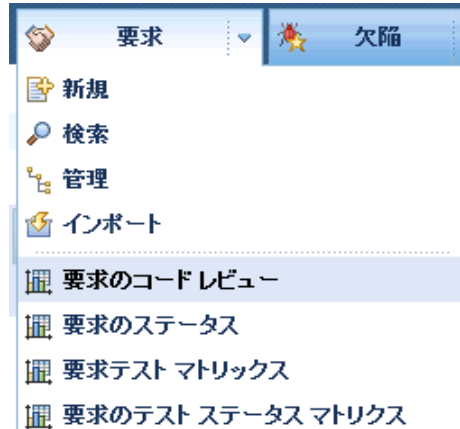 要求 欠陥
新規
検索
管理
インポート
要求のコード レビュー
要求のステータス
要求テスト マトリックス
要求のテスト ステータス マトリクス